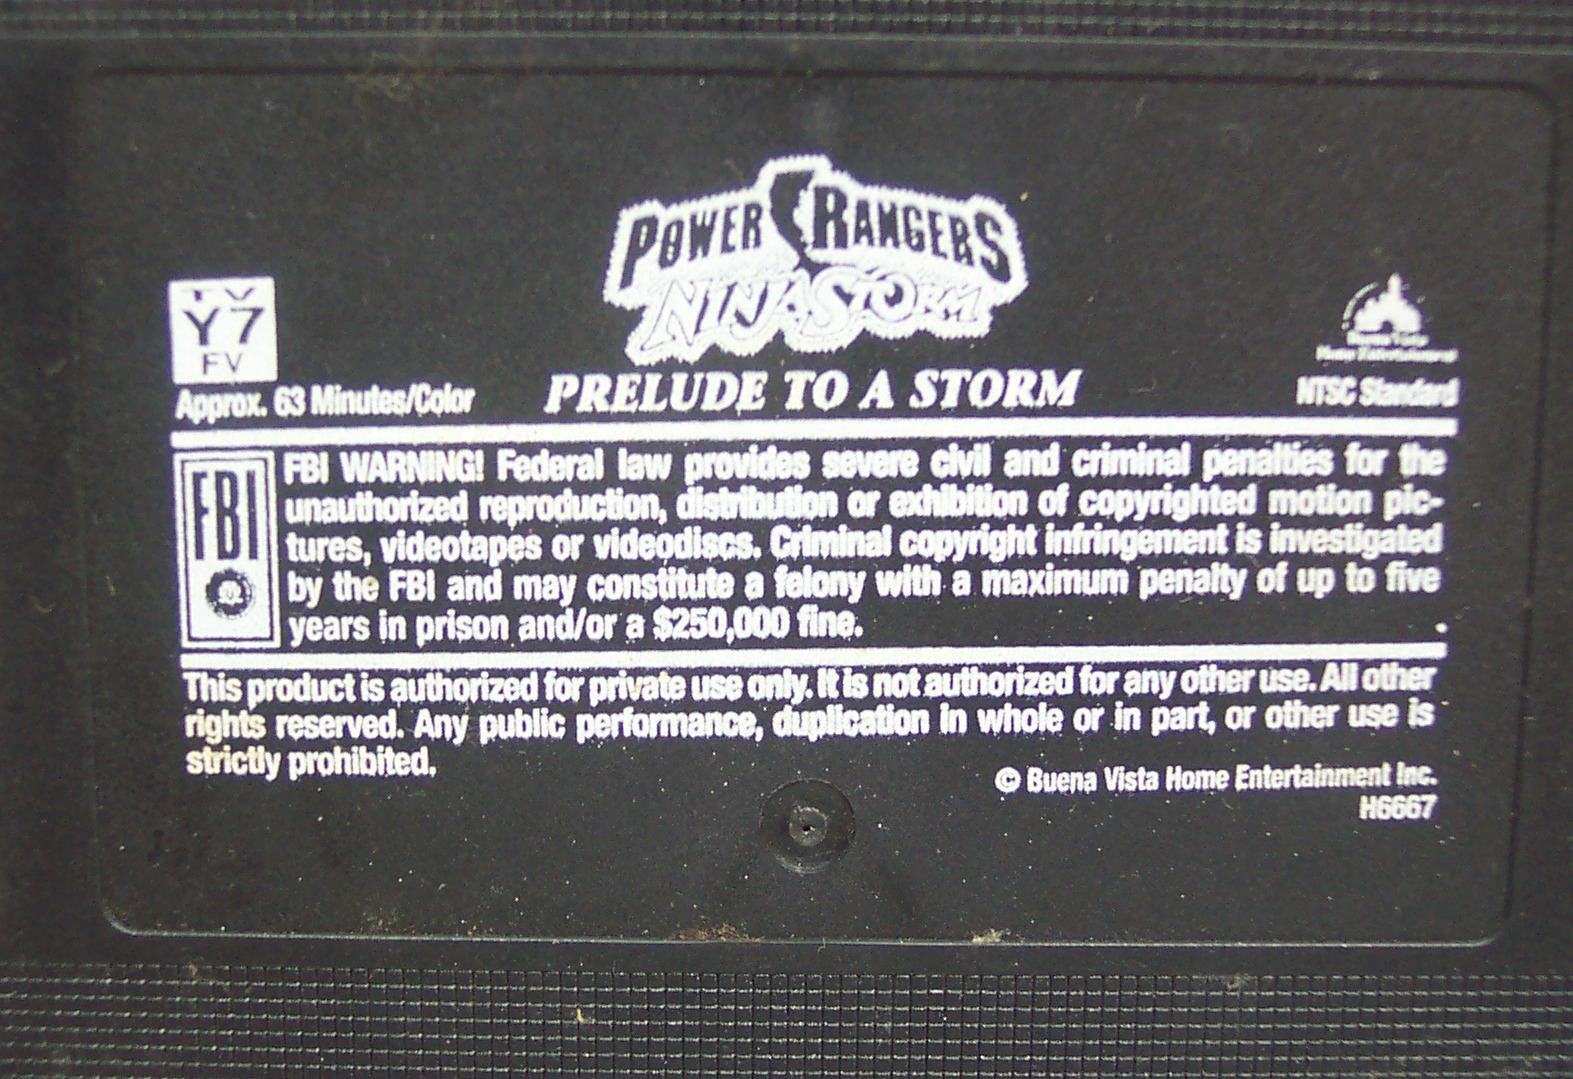 POWER RANGERS
NINJA STORM
TV
Y7
FV
Approx. 63 Minutes/Color
PRELUDE TO A STORM
Buena Vista
Home Entertainment
NTSC Standard
FBI
FBI WARNING! Federal law provides severe civil and criminal penalties for the
unauthorized reproduction, distribution or exhibition of copyrighted motion pic-
tures, videotapes or videodiscs. Criminal copyright infringement is investigated
by the FBI and may constitute a felony with a maximum penalty of up to five
years in prison and/or a $250,000 fine.
This product is authorized for private use only. It is not authorized for any other use. All other
rights reserved. Any public performance, duplication in whole or in part, or other use is
strictly prohibited.
© Buena Vista Home Entertainment Inc.
H6667